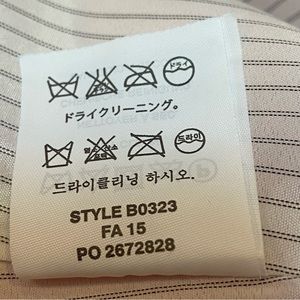 ドライ
ドライクリーニング。
드라이
드라이클리닝 하시오.
STYLE B0323
FA 15
PO 2672828